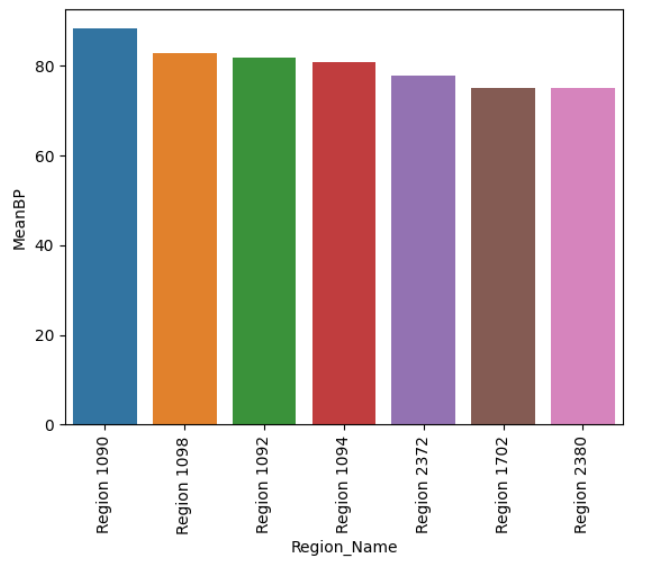 80
60
40
20
0
MeanBP
Region 1090
Region 1098
Region 1092
Region 1094
Region 2372
Region 1702
Region 2380
Region_Name